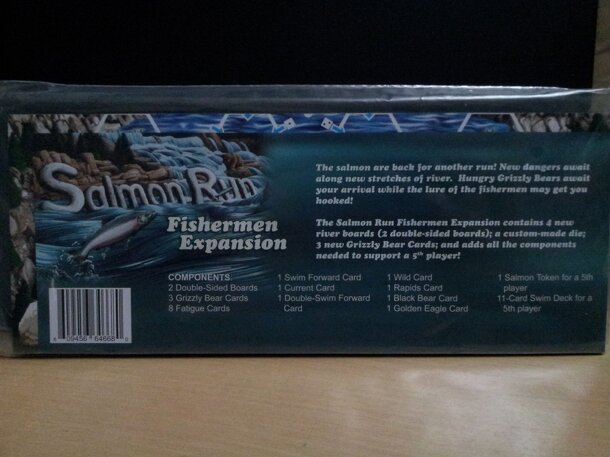 Salmon Run
Fishermen
Expansion
The salmon are back for another run! New dangers await
along new stretches of river. Hungry Grizzly Bears await
your arrival while the lure of the fishermen may get you
hooked!
The Salmon Run Fishermen Expansion contains 4 new
river boards (2 double-sided boards); a custom-made die;
3 new Grizzly Bear Cards; and adds all the components
needed to support a 5th player!
COMPONENTS:
2 Double-Sided Boards
3 Grizzly Bear Cards
8 Fatigue Cards
1 Swim Forward Card
1 Current Card
1 Double-Swim Forward
Card
1 Wild Card
1 Rapids Card
1 Black Bear Card
1 Golden Eagle Card
1 Salmon Token for a 5th
player
11-Card Swim Deck for a
5th player
09456 64668